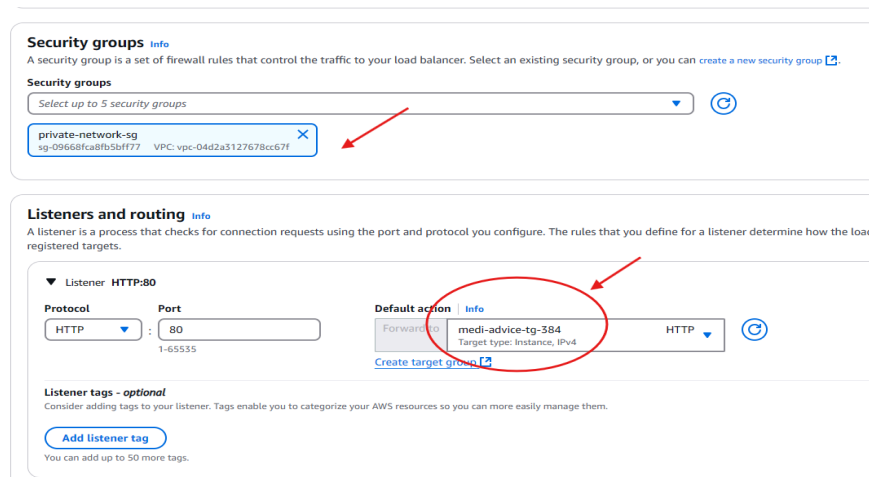 Security groups Info
A security group is a set of firewall rules that control the traffic to your load balancer. Select an existing security group, or you can create a new security group.
Security groups
Select up to 5 security groups
private-network-sg
sg-09668fca8fb5bff77 VPC: vpc-04d2a3127678cc67f
Listeners and routing Info
A listener is a process that checks for connection requests using the port and protocol you configure. The rules that you define for a listener determine how the loa
registered targets.
Listener HTTP:80
Protocol Port Default action Info
HTTP : 80 Forward to medi-advice-tg-384 HTTP
Target type: Instance, IPv4
1-65535
Create target group
Listener tags - optional
Consider adding tags to your listener. Tags enable you to categorize your AWS resources so you can more easily manage them.
Add listener tag
You can add up to 50 more tags.